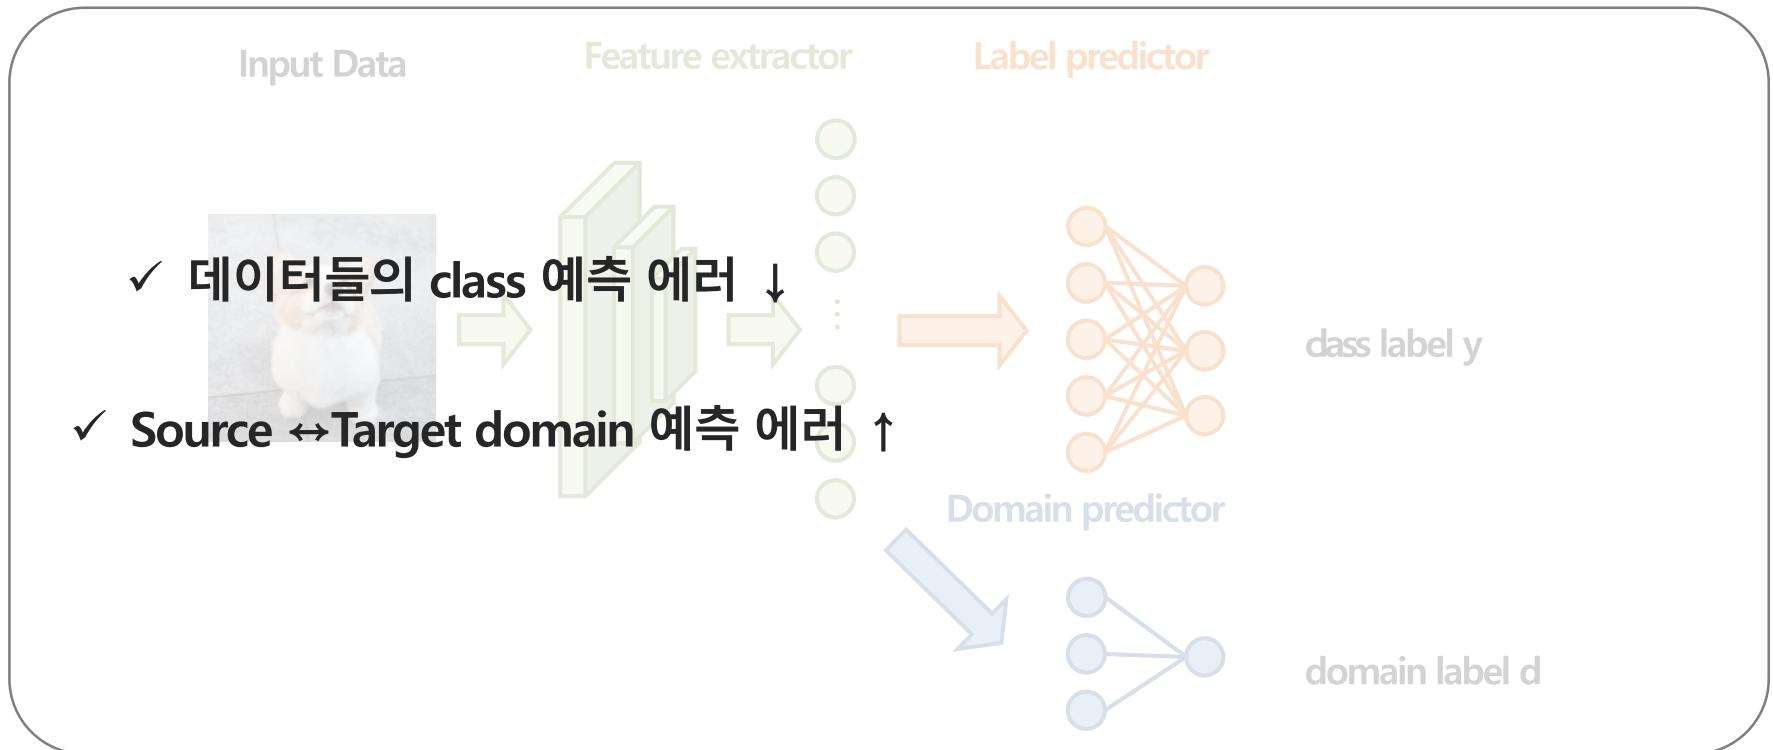 Input Data
Feature extractor
Label predictor
✓ 데이터들의 class 예측 에러 ↓
class label y
✓ Source ↔Target domain 예측 에러 ↑
Domain predictor
domain label d